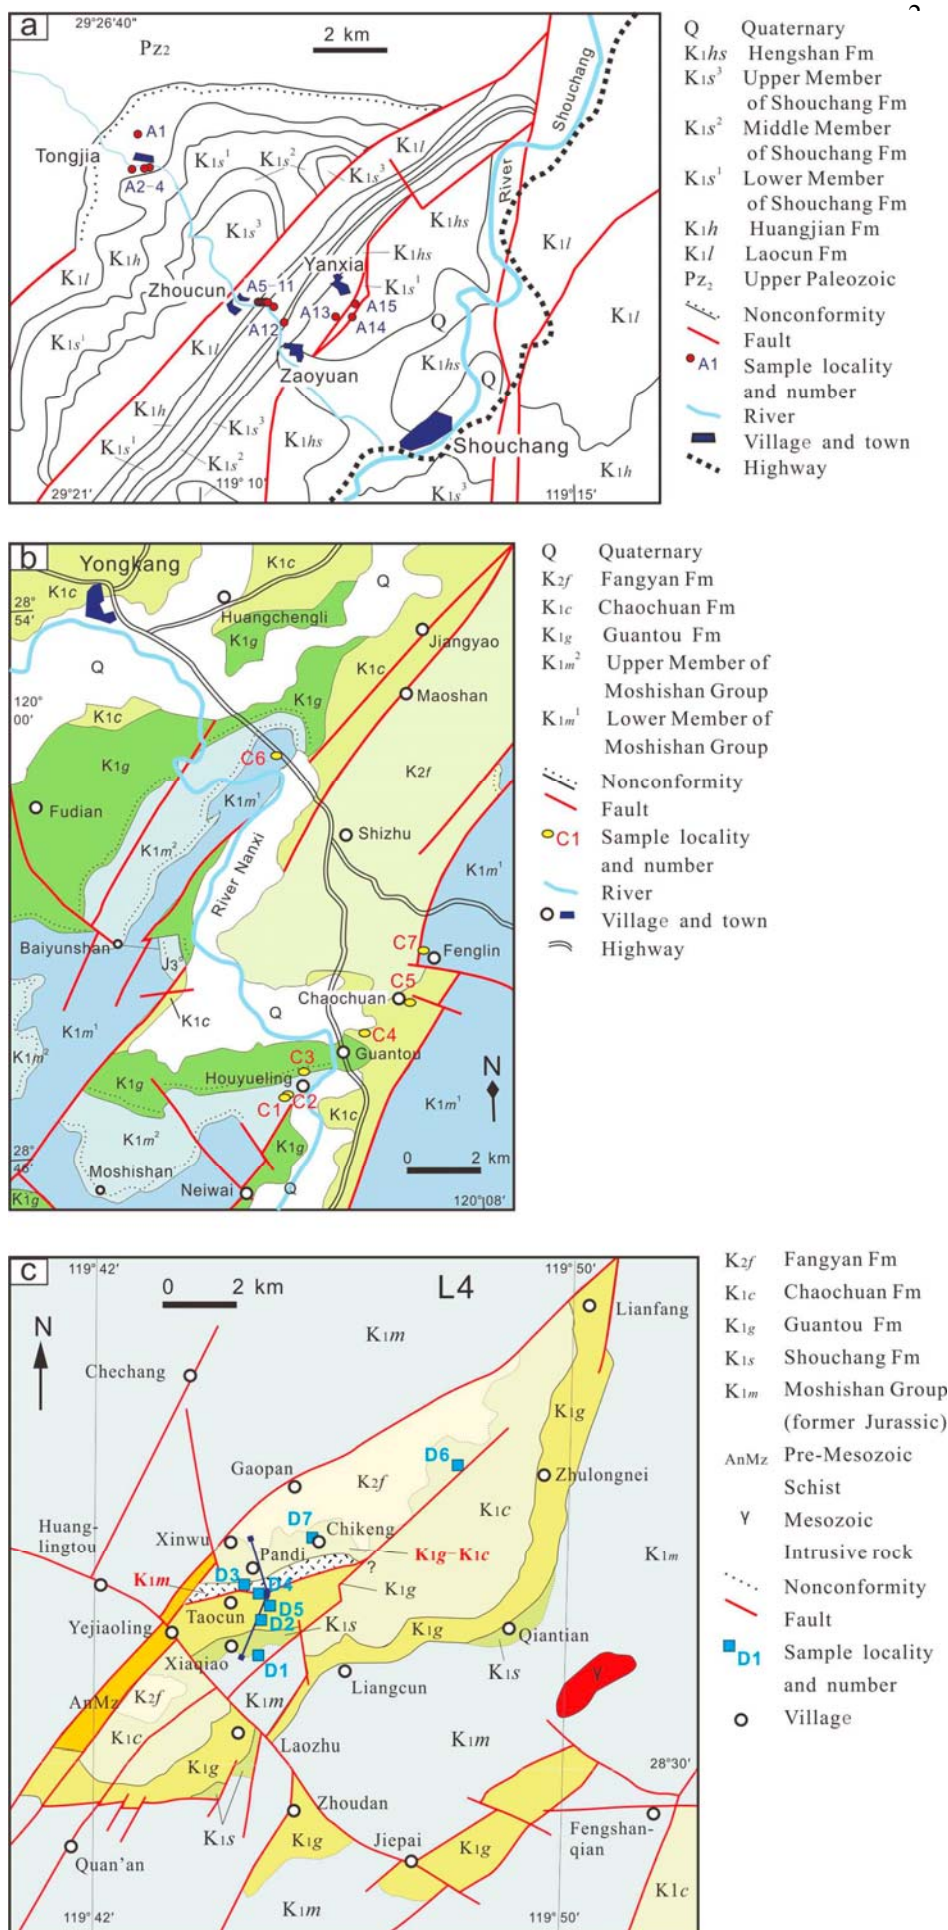 2
a
29°26′40″
Pz2
2 km
Shouchang
River
A1
Tongjia
A2-4
K1s1
K1s2
K1s3
K1l
K1s3
K1hs
K1l
K1l
K1h
Zhoucun
A5-11
Yanxia
K1hs
K1s1
A15
A13
A14
A12
Q
K1l
K1s1
K1l
Zaoyuan
K1hs
Q
K1h
K1s3
K1hs
Shouchang
K1s1
K1s2
K1h
K1s3
29°21′
119°10′
119°15′
Q Quaternary
K1hs Hengshan Fm
K1s3 Upper Member
of Shouchang Fm
K1s2 Middle Member
of Shouchang Fm
K1s1 Lower Member
of Shouchang Fm
K1h Huangjian Fm
K1l Laocun Fm
Pz2 Upper Paleozoic
Nonconformity
Fault
A1 Sample locality
and number
River
Village and town
Highway
b
Yongkang
K1c
Q
K1c
28°
54′
Huangchengli
K1g
Jiangyao
Q
K1c
Maoshan
120°
00′
K1c
K1g
K1g
C6
K2f
Fudian
K1m1
Shizhu
K1m2
River Nanxi
K1m1
Baiyunshan
J3
C7
Fenglin
C5
Chaochuan
K1c
Q
C4
K1m1
K1m2
Guantou
C3
Houyueling
K1g
C1
C2
K1c
K1m1
K1m2
K1g
28°
46′
Moshishan
Neiwai
Q
K1g
N
0 2 km
120°08′
Q Quaternary
K2f Fangyan Fm
K1c Chaochuan Fm
K1g Guantou Fm
K1m2 Upper Member of
Moshishan Group
K1m1 Lower Member of
Moshishan Group
Nonconformity
Fault
C1 Sample locality
and number
River
Village and town
Highway
c
119°42′
0 2 km
L4
119°50′
N
K1m
Lianfang
Chechang
K1g
D6
Gaopan
K2f
Zhulongnei
K1c
Huang-
lingtou
Xinwu
D7
Chikeng
Pandi
K1g-K1c
K1m
K1m
D3
D4
?
K1g
Taocun
D5
D2
K1s
K1g
Yejiaoling
Qiantian
Xiaqiao
D1
K1s
Liangcun
AnMz
K2f
K1m
γ
K1c
K1m
Laozhu
28°30′
K1g
Zhoudan
K1s
Jiepai
Fengshan-
qian
K1g
K1g
Quan'an
K1c
K1m
119°42′
119°50′
K2f Fangyan Fm
K1c Chaochuan Fm
K1g Guantou Fm
K1s Shouchang Fm
K1m Moshishan Group
(former Jurassic)
AnMz Pre-Mesozoic
Schist
γ Mesozoic
Intrusive rock
Nonconformity
Fault
D1 Sample locality
and number
Village